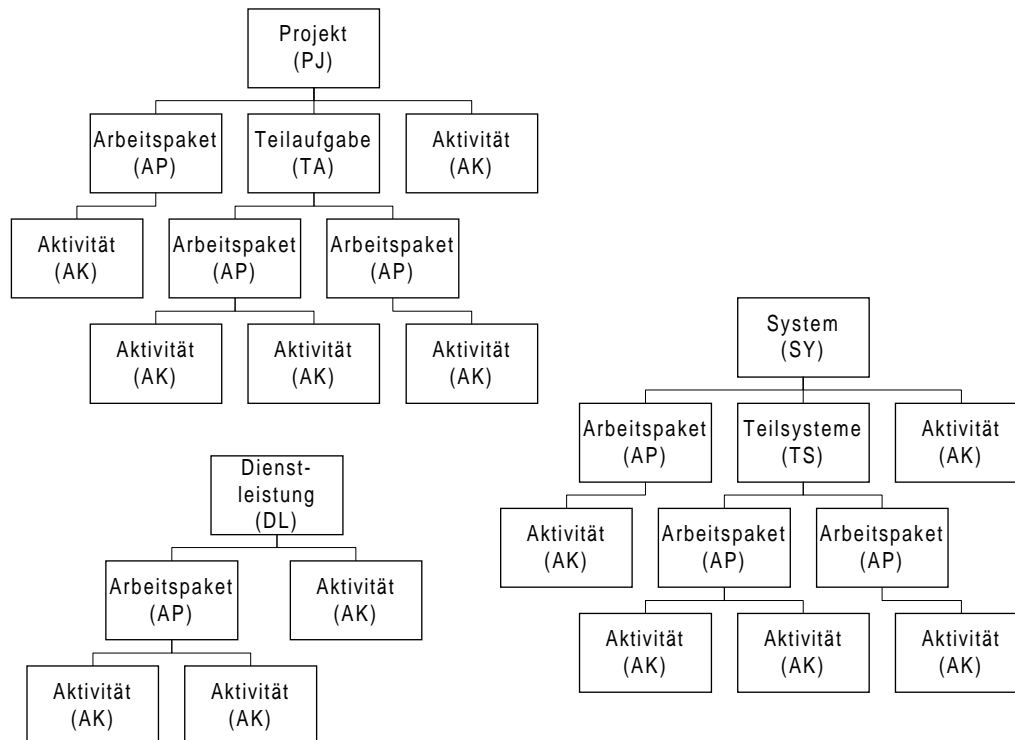 Projekt
(PJ)
Arbeitspaket
(AP)
Teilaufgabe
(TA)
Aktivität
(AK)
Aktivität
(AK)
Arbeitspaket
(AP)
Arbeitspaket
(AP)
Aktivität
(AK)
Aktivität
(AK)
Aktivität
(AK)
System
(SY)
Arbeitspaket
(AP)
Teilsysteme
(TS)
Aktivität
(AK)
Aktivität
(AK)
Arbeitspaket
(AP)
Arbeitspaket
(AP)
Aktivität
(AK)
Aktivität
(AK)
Aktivität
(AK)
Dienst-
leistung
(DL)
Arbeitspaket
(AP)
Aktivität
(AK)
Aktivität
(AK)
Aktivität
(AK)